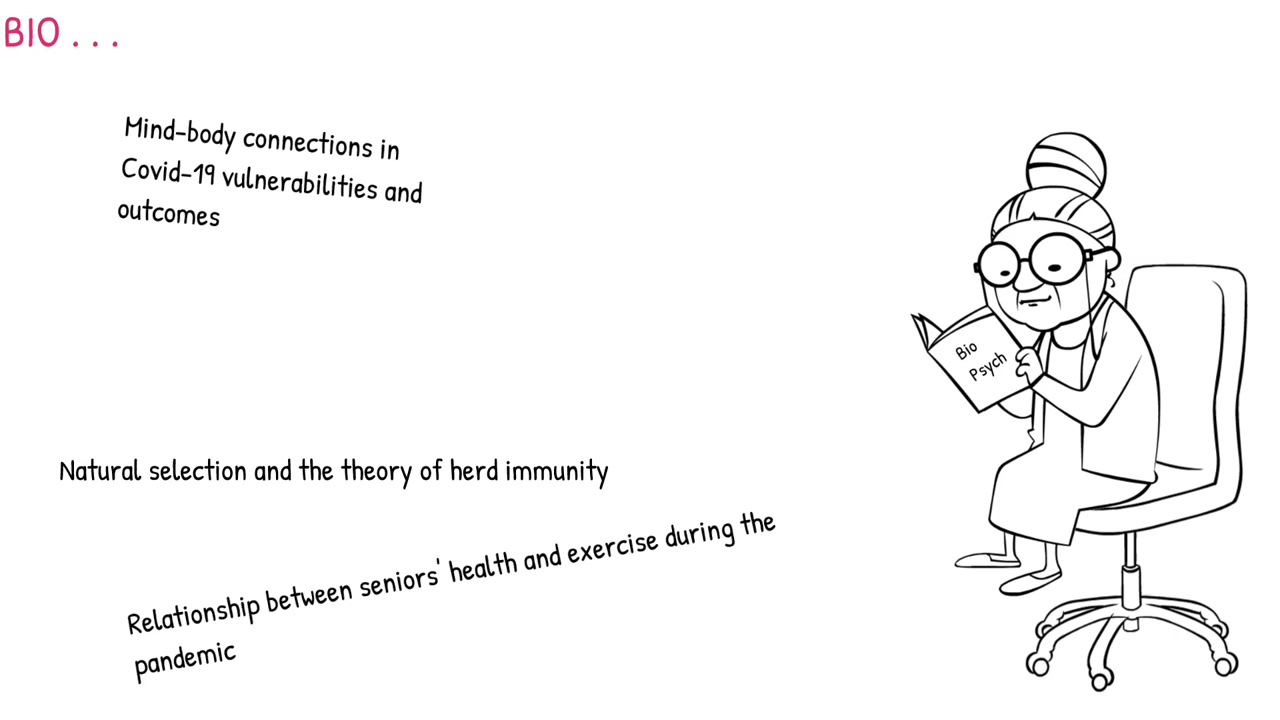 BIO . . .
Mind-body connections in
Covid-19 vulnerabilities and
outcomes
Bio
Psych
Natural selection and the theory of herd immunity
Relationship between seniors' health and exercise during the
pandemic